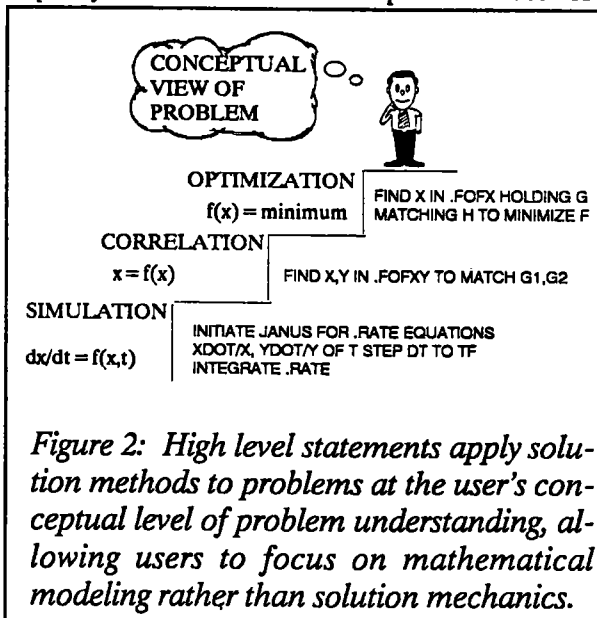 CONCEPTUAL
VIEW OF
PROBLEM
OPTIMIZATION
f(x) = minimum
FIND X IN .FOFX HOLDING G
MATCHING H TO MINIMIZE F
CORRELATION
x = f(x)
FIND X,Y IN .FOFXY TO MATCH G1,G2
SIMULATION
dx/dt = f(x,t)
INITIATE JANUS FOR .RATE EQUATIONS
XDOT/X, YDOT/Y OF T STEP DT TO TF
INTEGRATE .RATE
Figure 2: High level statements apply solu-
tion methods to problems at the user's con-
ceptual level of problem understanding, al-
lowing users to focus on mathematical
modeling rather than solution mechanics.